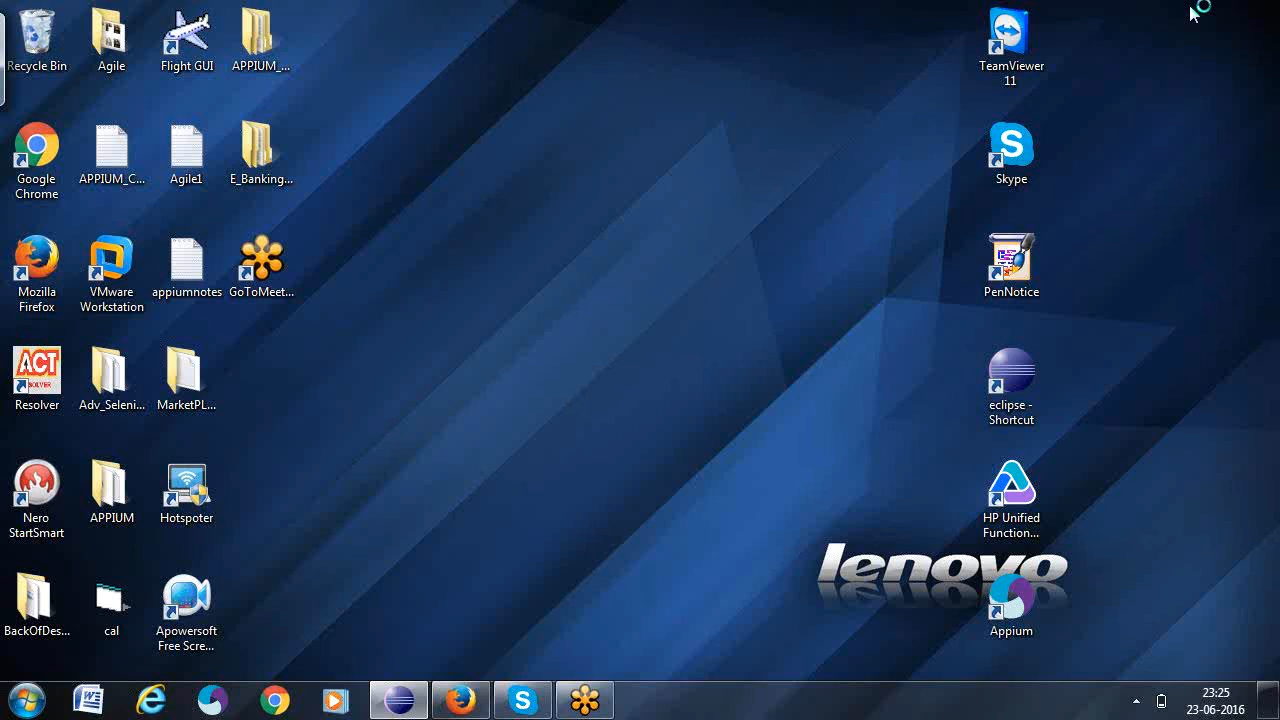 Recycle Bin
Agile
Flight GUI
APPIUM_...
TeamViewer
11
Google
Chrome
APPIUM_C...
Agile1
E_Banking...
S
Skype
Mozilla
Firefox
VMware
Workstation
appiumnotes
GoToMeet...
PenNotice
ACT
SOLVER
Resolver
Adv_Seleni...
MarketPL...
eclipse -
Shortcut
Nero
StartSmart
APPIUM
Hotspoter
HP Unified
Function...
lenovo
BackOfDes...
cal
Apowersoft
Free Scre...
Appium
W
S
23:25
23-06-2016